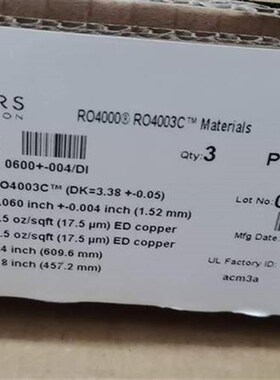 RS
ION
RO4000® RO4003C™ Materials
0600+-004/DI
Qty: 3
P
RO4003C™ (DK=3.38 +-0.05)
.060 inch +-0.004 inch (1.52 mm)
.5 oz/sqft (17.5 µm) ED copper
.5 oz/sqft (17.5 µm) ED copper
4 inch (609.6 mm)
8 inch (457.2 mm)
Lot No:
Mfg Date:
UL Factory ID:
acm3a